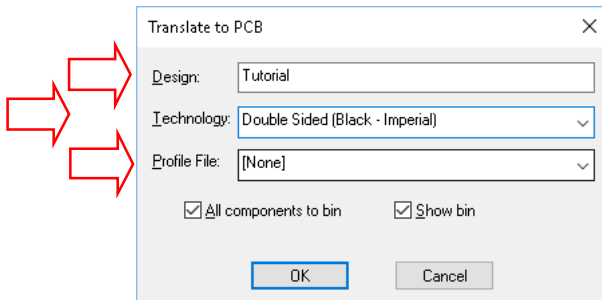 Translate to PCB
Design: Tutorial
Technology: Double Sided (Black - Imperial)
Profile File: [None]
All components to bin Show bin
OK Cancel